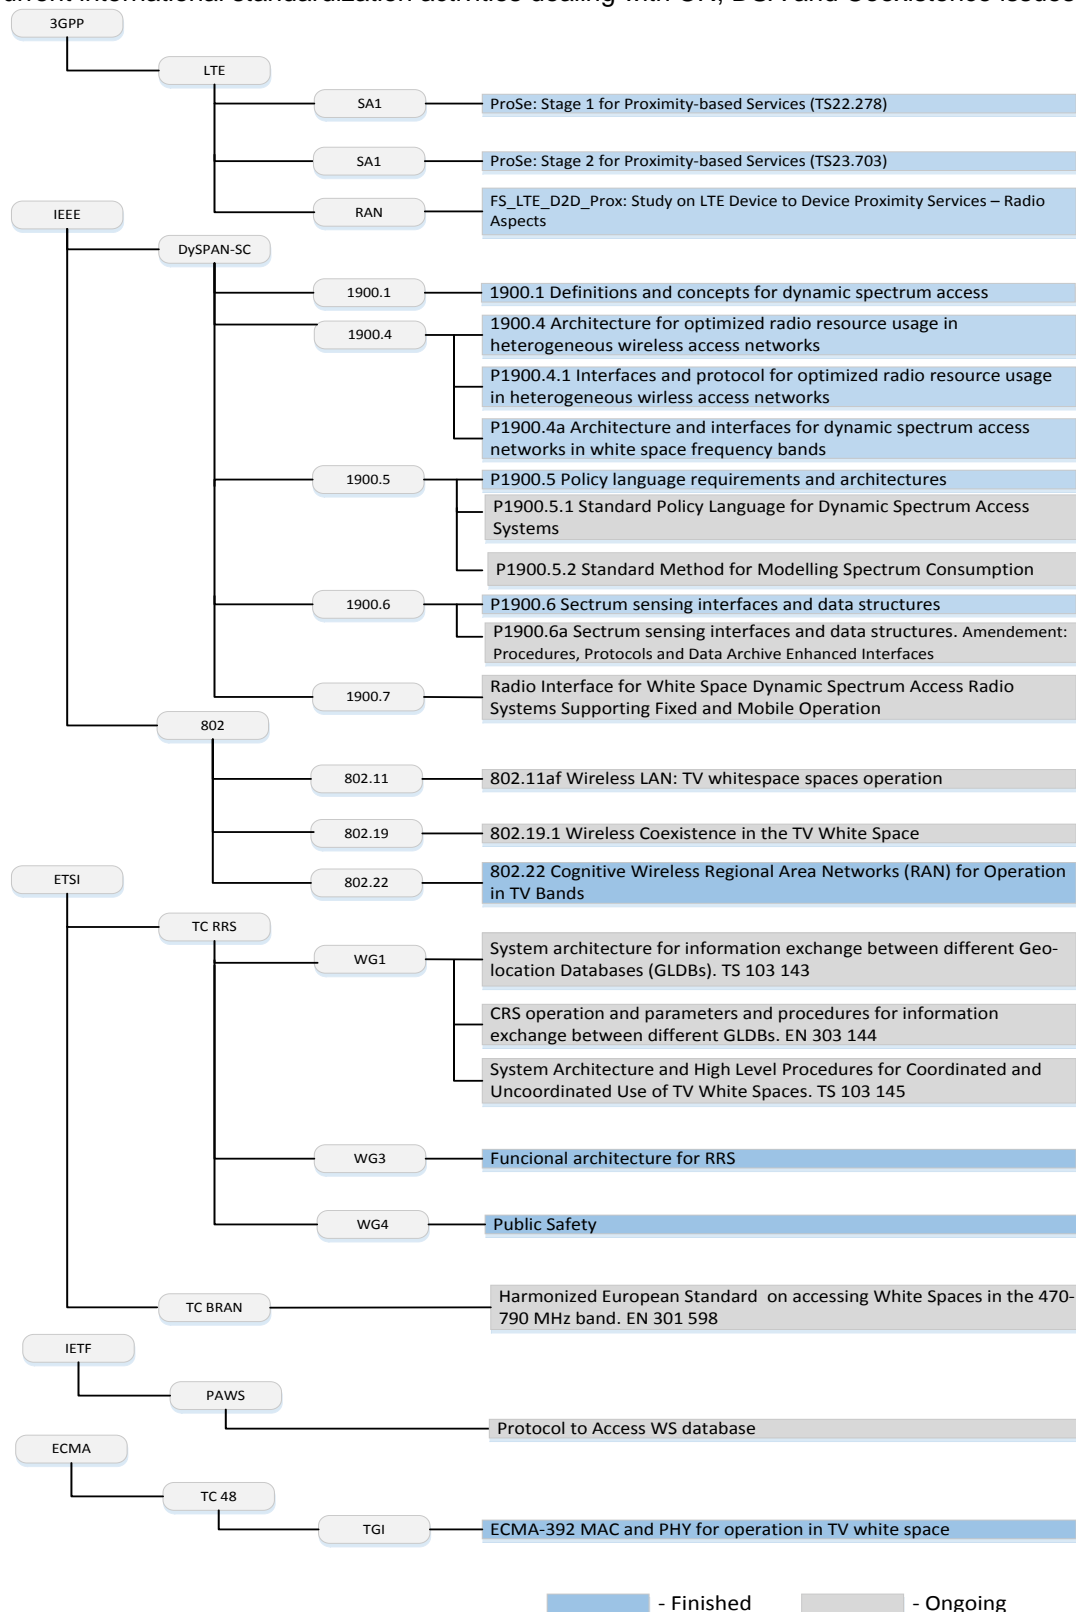 urrent international standardization activities dealing with CR, DSA and Coexistence issues
3GPP
LTE
SA1
ProSe: Stage 1 for Proximity-based Services (TS22.278)
SA1
ProSe: Stage 2 for Proximity-based Services (TS23.703)
RAN
FS_LTE_D2D_Prox: Study on LTE Device to Device Proximity Services – Radio
Aspects
IEEE
DySPAN-SC
1900.1
1900.1 Definitions and concepts for dynamic spectrum access
1900.4
1900.4 Architecture for optimized radio resource usage in
heterogeneous wireless access networks
P1900.4.1 Interfaces and protocol for optimized radio resource usage
in heterogeneous wirless access networks
P1900.4a Architecture and interfaces for dynamic spectrum access
networks in white space frequency bands
1900.5
P1900.5 Policy language requirements and architectures
P1900.5.1 Standard Policy Language for Dynamic Spectrum Access
Systems
P1900.5.2 Standard Method for Modelling Spectrum Consumption
1900.6
P1900.6 Sectrum sensing interfaces and data structures
P1900.6a Sectrum sensing interfaces and data structures. Amendement:
Procedures, Protocols and Data Archive Enhanced Interfaces
1900.7
Radio Interface for White Space Dynamic Spectrum Access Radio
Systems Supporting Fixed and Mobile Operation
802
802.11
802.11af Wireless LAN: TV whitespace spaces operation
802.19
802.19.1 Wireless Coexistence in the TV White Space
802.22
802.22 Cognitive Wireless Regional Area Networks (RAN) for Operation
in TV Bands
ETSI
TC RRS
WG1
System architecture for information exchange between different Geo-
location Databases (GLDBs). TS 103 143
CRS operation and parameters and procedures for information
exchange between different GLDBs. EN 303 144
System Architecture and High Level Procedures for Coordinated and
Uncoordinated Use of TV White Spaces. TS 103 145
WG3
Funcional architecture for RRS
WG4
Public Safety
TC BRAN
Harmonized European Standard on accessing White Spaces in the 470-
790 MHz band. EN 301 598
IETF
PAWS
Protocol to Access WS database
ECMA
TC 48
TGI
ECMA-392 MAC and PHY for operation in TV white space
- Finished
- Ongoing